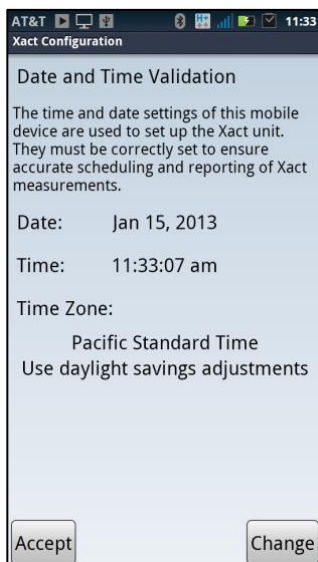 AT&T 11:33
Xact Configuration
Date and Time Validation
The time and date settings of this mobile
device are used to set up the Xact unit.
They must be correctly set to ensure
accurate scheduling and reporting of Xact
measurements.
Date: Jan 15, 2013
Time: 11:33:07 am
Time Zone:
Pacific Standard Time
Use daylight savings adjustments
Accept Change